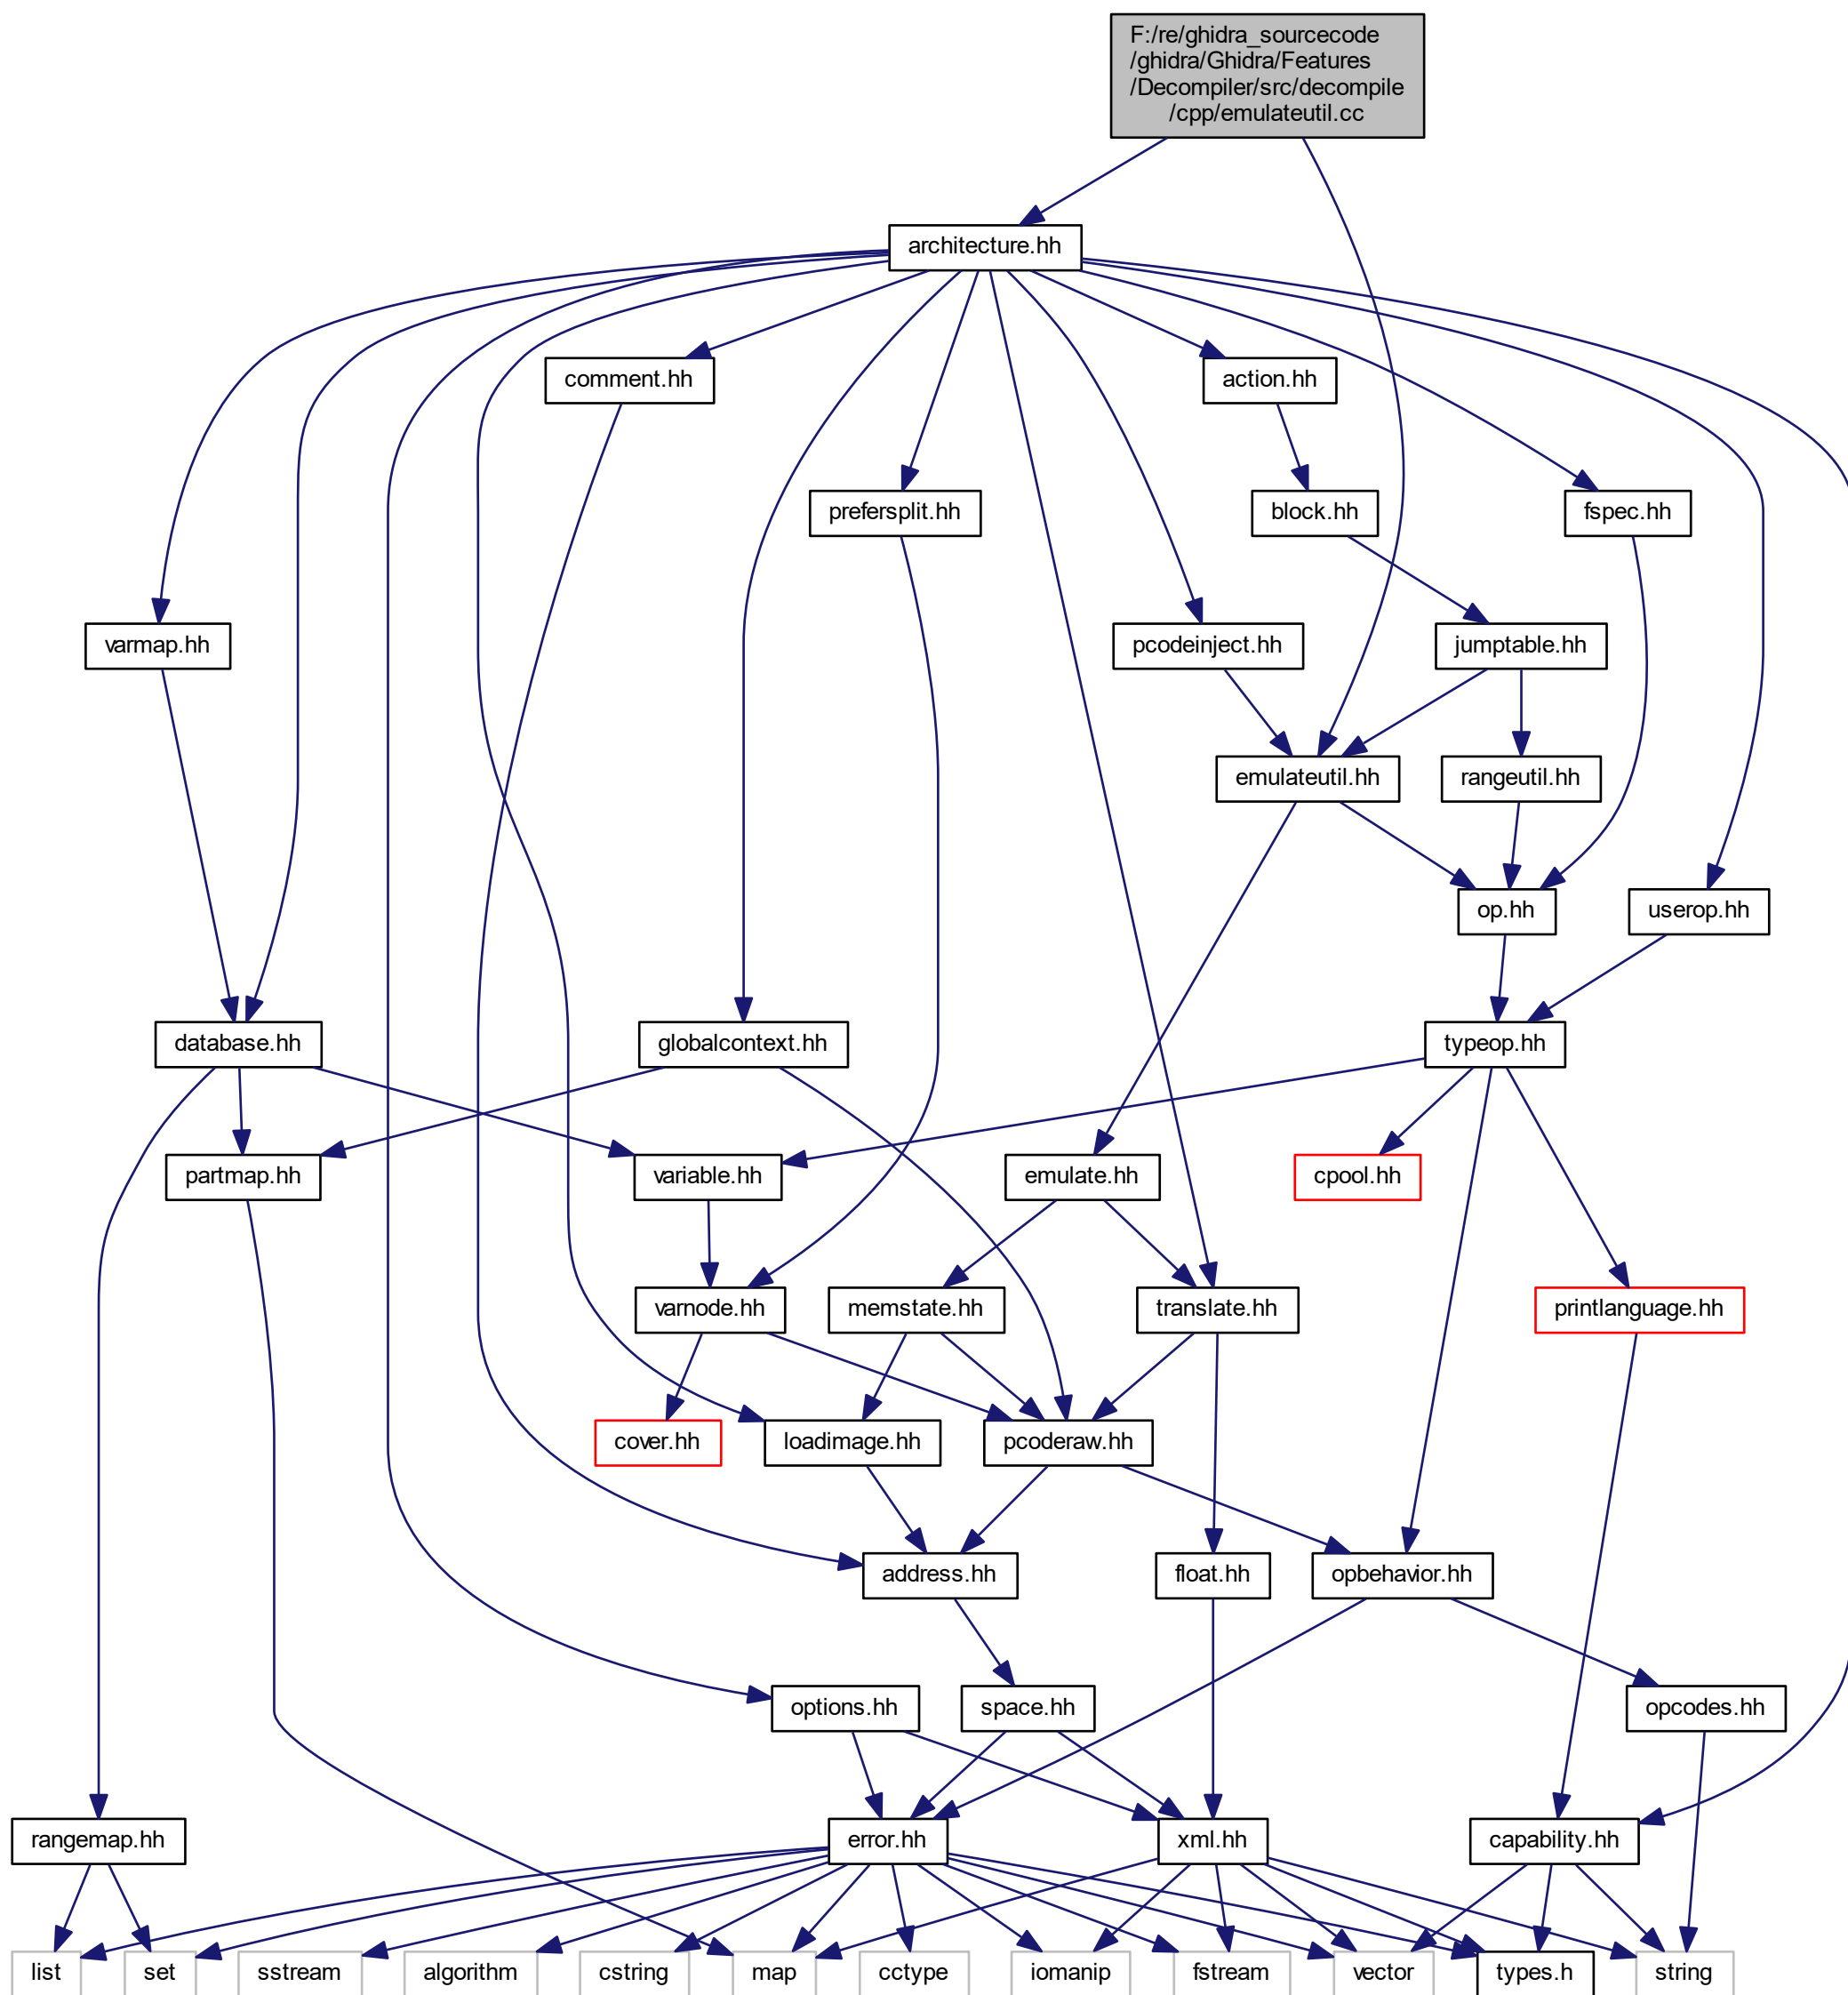 F:/re/ghidra_sourcecode
/ghidra/Ghidra/Features
/Decompiler/src/decompile
/cpp/emulateutil.cc
architecture.hh
comment.hh
action.hh
prefersplit.hh
block.hh
fspec.hh
varmap.hh
pcodeinject.hh
jumptable.hh
emulateutil.hh
rangeutil.hh
op.hh
userop.hh
database.hh
globalcontext.hh
typeop.hh
partmap.hh
variable.hh
emulate.hh
cpool.hh
varnode.hh
memstate.hh
translate.hh
printlanguage.hh
cover.hh
loadimage.hh
pcoderaw.hh
address.hh
float.hh
opbehavior.hh
options.hh
space.hh
opcodes.hh
rangemap.hh
error.hh
xml.hh
capability.hh
list
set
sstream
algorithm
cstring
map
cctype
iomanip
fstream
vector
types.h
string